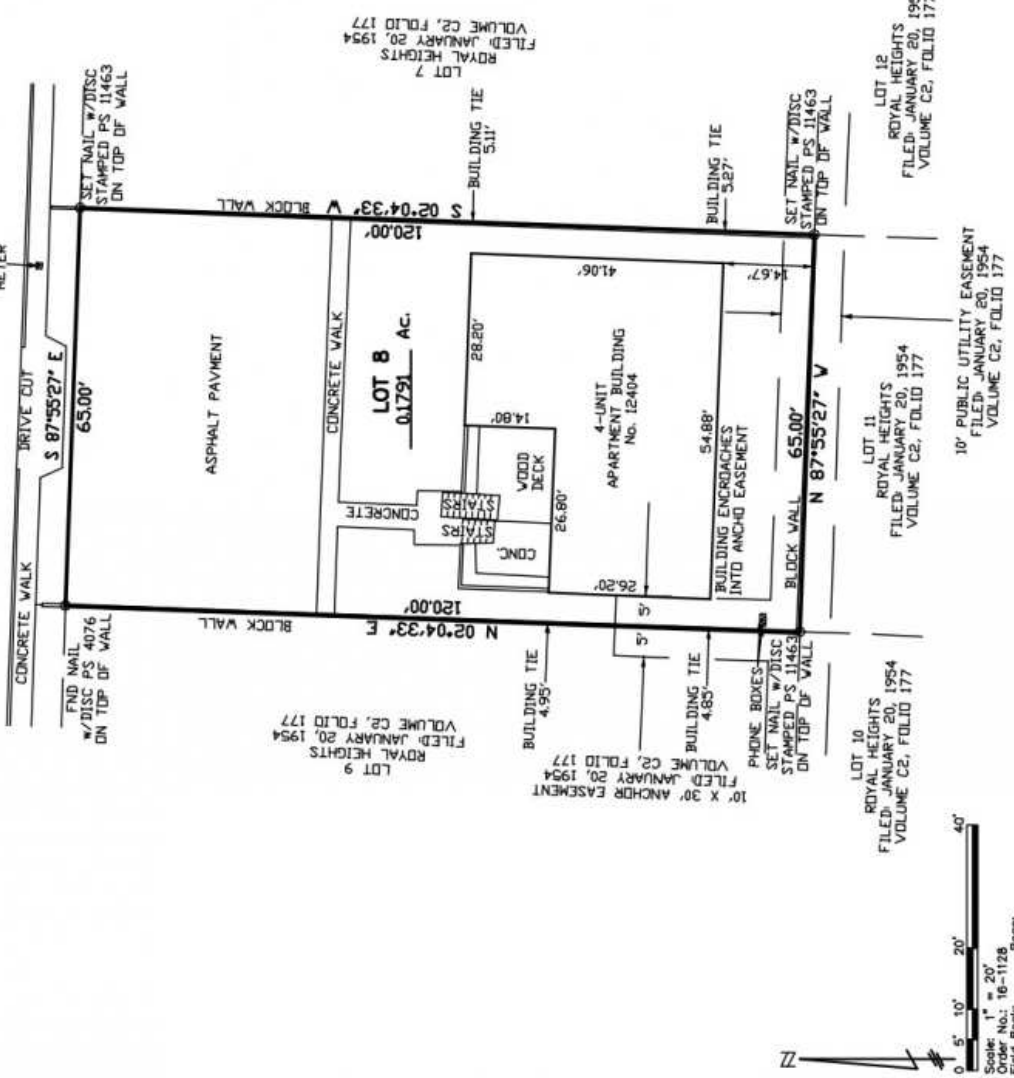 METER
CONCRETE WALK
DRIVE CUT
S 87°55'27" E
65.00'
FND NAIL
w/DISC PS 4076
ON TOP OF WALL
SET NAIL w/DISC
STAMPED PS 11463
ON TOP OF WALL
LOT 7
ROYAL HEIGHTS
FILED: JANUARY 20, 1954
VOLUME C2, FOLIO 177
ASPHALT PAVMENT
BLOCK WALL
S 02°04'33" W
120.00'
BLOCK WALL
N 02°04'33" E
120.00'
CONCRETE WALK
LOT 8
0.1791 Ac.
BUILDING TIE
5.11'
CONCRETE
STAIRS
STAIRS
CONC.
WOOD
DECK
14.80'
28.20'
26.80'
41.06'
26.20'
54.88'
14.67'
4-UNIT
APARTMENT BUILDING
No. 12404
BUILDING TIE
5.27'
LOT 9
ROYAL HEIGHTS
FILED: JANUARY 20, 1954
VOLUME C2, FOLIO 177
BUILDING TIE
4.95'
5'
5'
BUILDING TIE
4.85'
10' X 30' ANCHOR EASEMENT
FILED: JANUARY 20, 1954
VOLUME C2, FOLIO 177
BUILDING ENCROACHES
INTO ANCHO EASEMENT
PHONE BOXES
SET NAIL w/DISC
STAMPED PS 11463
ON TOP OF WALL
BLOCK WALL
65.00'
N 87°55'27" W
SET NAIL w/DISC
STAMPED PS 11463
ON TOP OF WALL
LOT 10
ROYAL HEIGHTS
FILED: JANUARY 20, 1954
VOLUME C2, FOLIO 177
LOT 11
ROYAL HEIGHTS
FILED: JANUARY 20, 1954
VOLUME C2, FOLIO 177
LOT 12
ROYAL HEIGHTS
FILED: JANUARY 20, 195
VOLUME C2, FOLIO 177
10' PUBLIC UTILITY EASEMENT
FILED: JANUARY 20, 1954
VOLUME C2, FOLIO 177
N
0 5' 10' 20' 40'
Scale: 1" = 20'
Order No.: 16-1128